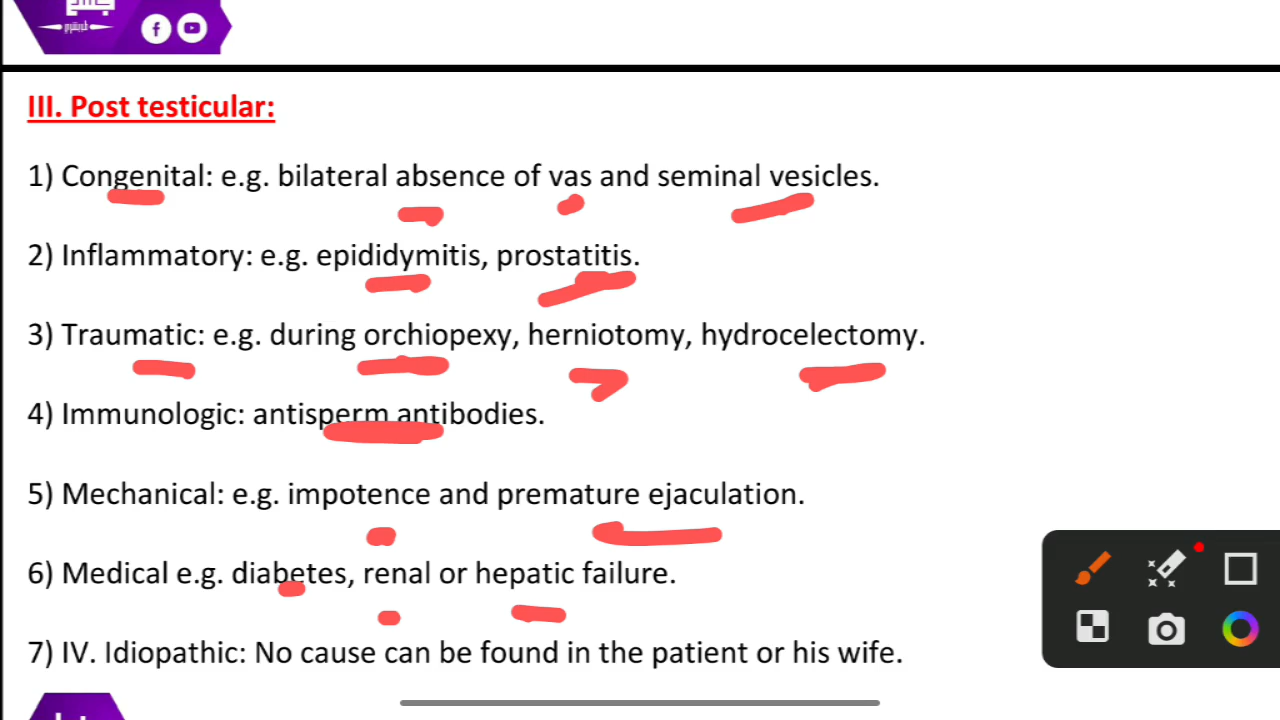 III. Post testicular:
1) Congenital: e.g. bilateral absence of vas and seminal vesicles.
2) Inflammatory: e.g. epididymitis, prostatitis.
3) Traumatic: e.g. during orchiopexy, herniotomy, hydrocelectomy.
4) Immunologic: antisperm antibodies.
5) Mechanical: e.g. impotence and premature ejaculation.
6) Medical e.g. diabetes, renal or hepatic failure.
7) IV. Idiopathic: No cause can be found in the patient or his wife.